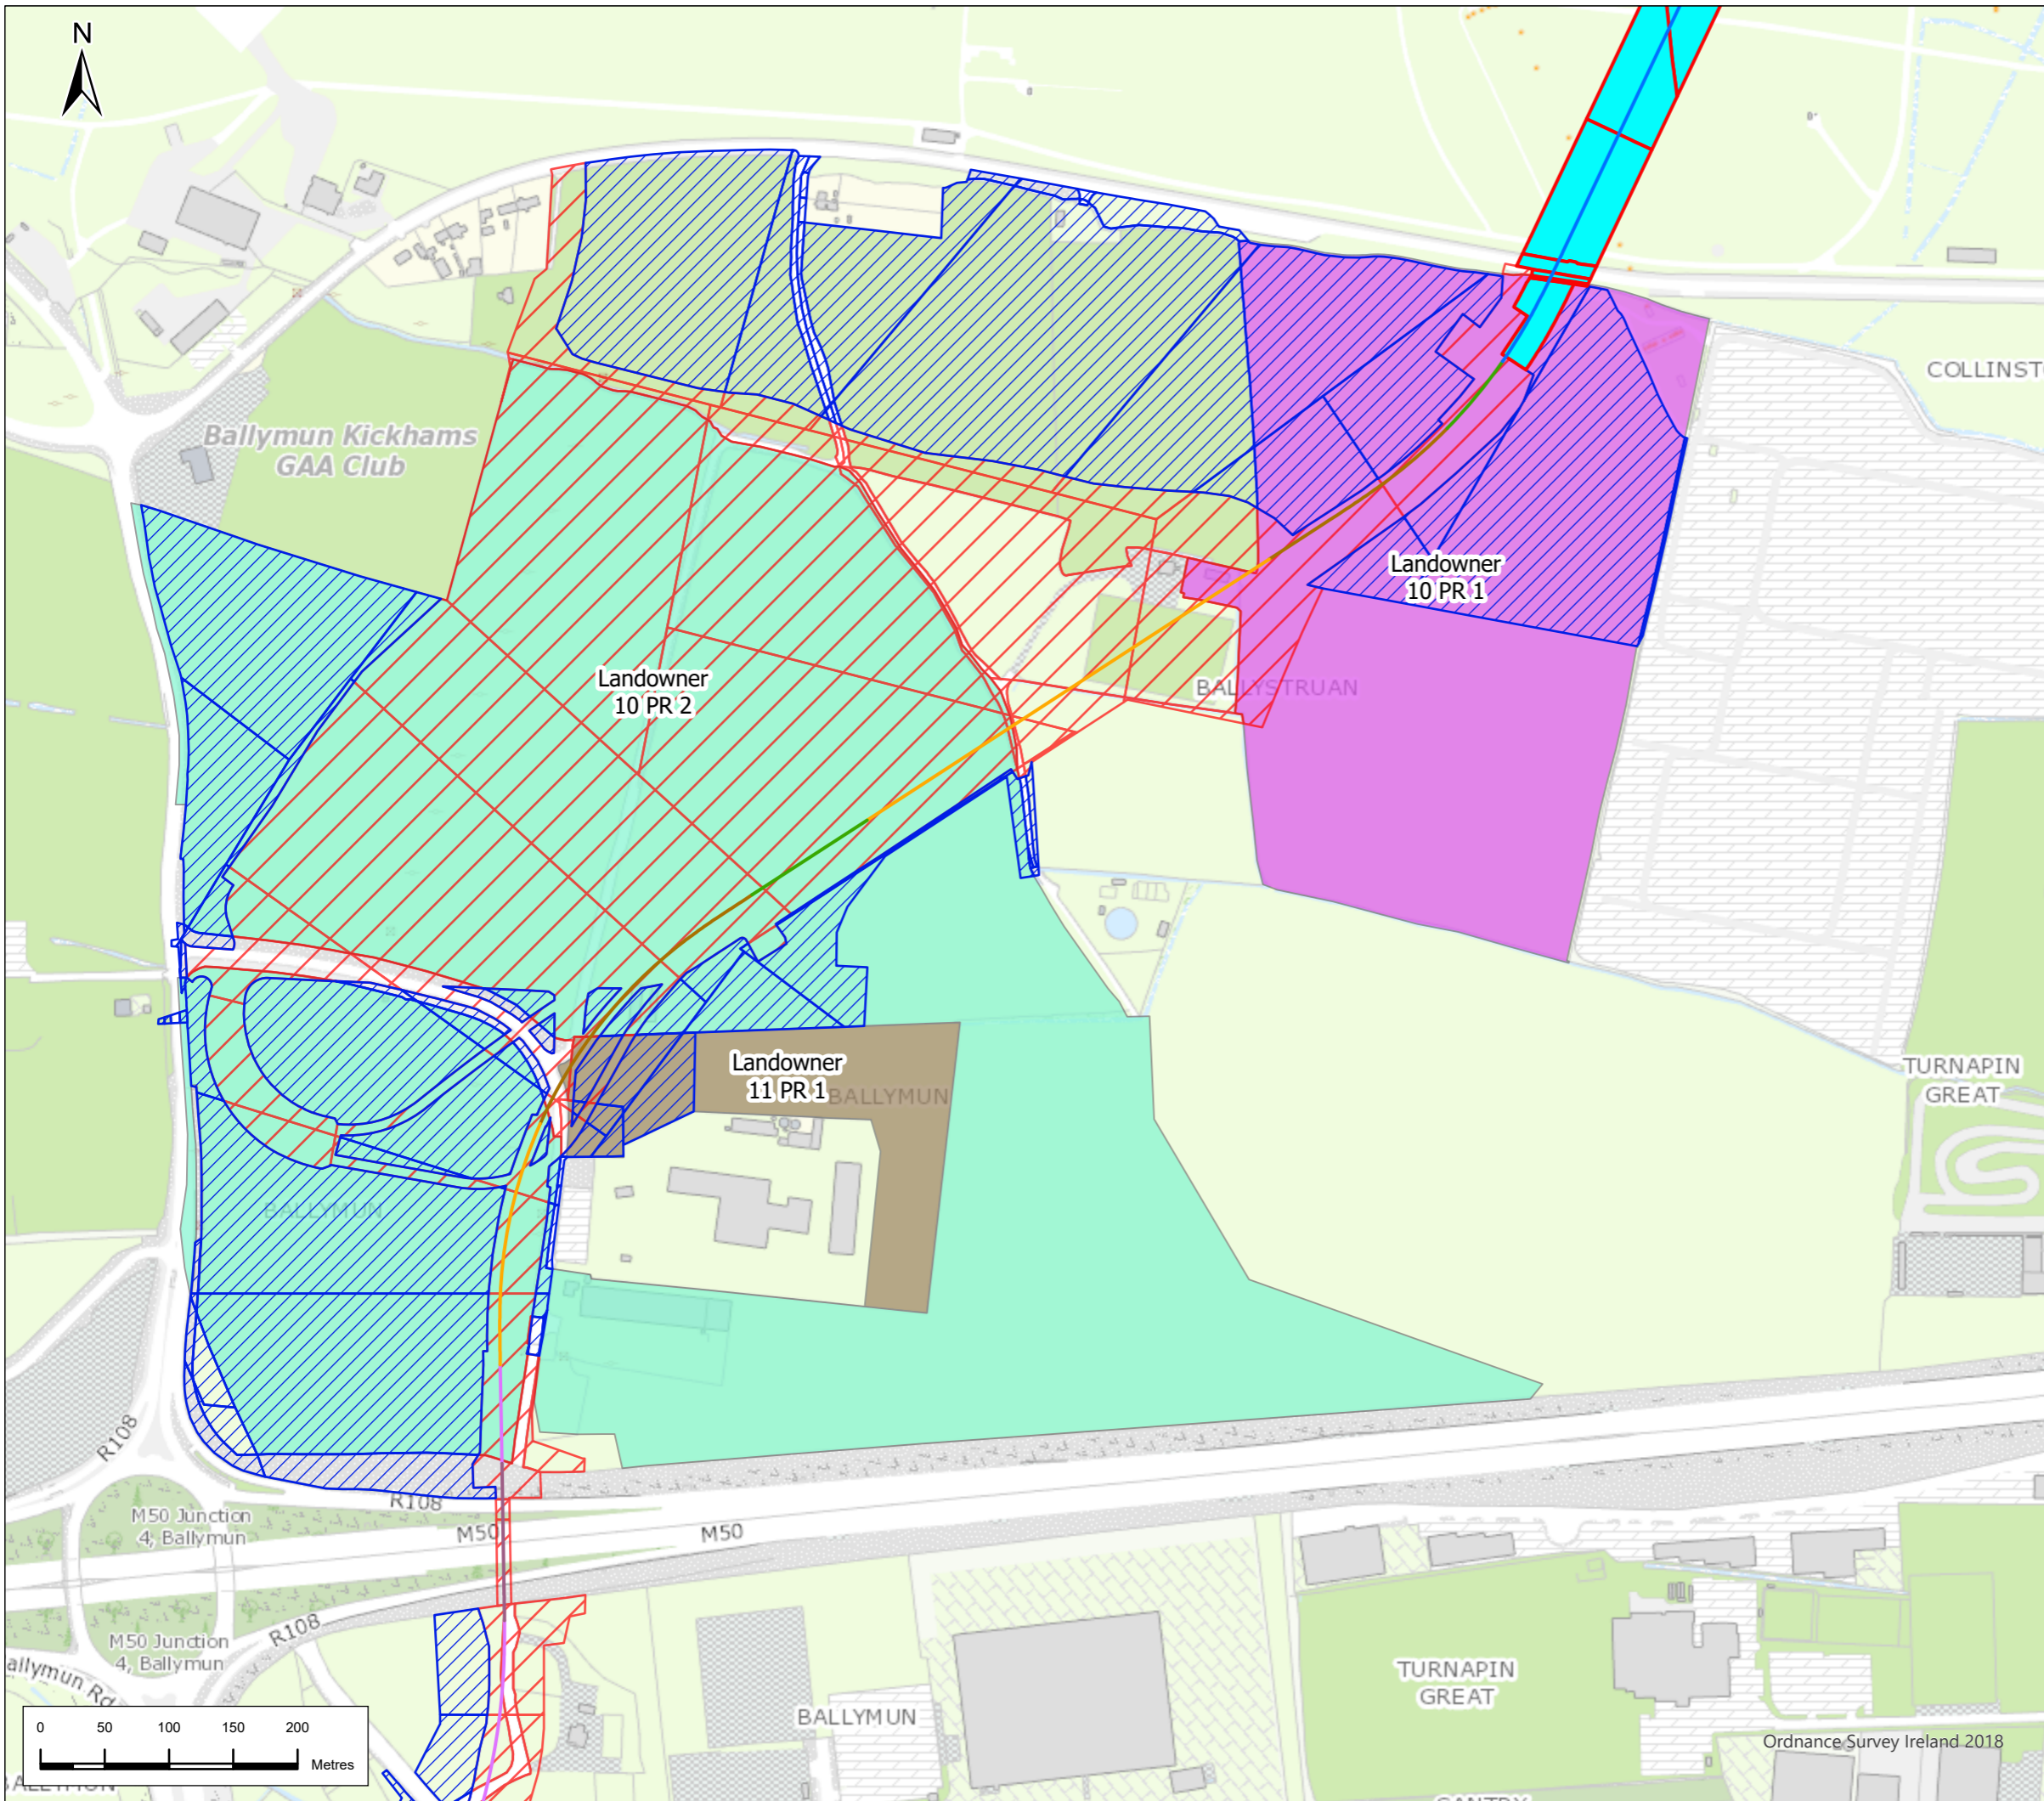 N
COLLINST
Ballymun Kickhams
GAA Club
Landowner
10 PR 1
Landowner
10 PR 2
BALLYSTRUAN
Landowner
11 PR 1
BALLYMUN
TURNAPIN
GREAT
BALLYMUN
R108
R108
M50 Junction
4, Ballymun
M50
M50
R108
M50 Junction
4, Ballymun
allymun Rd
TURNAPIN
GREAT
BALLYMUN
0 50 100 150 200
Metres
Ordnance Survey Ireland 2018
BALLYMUN